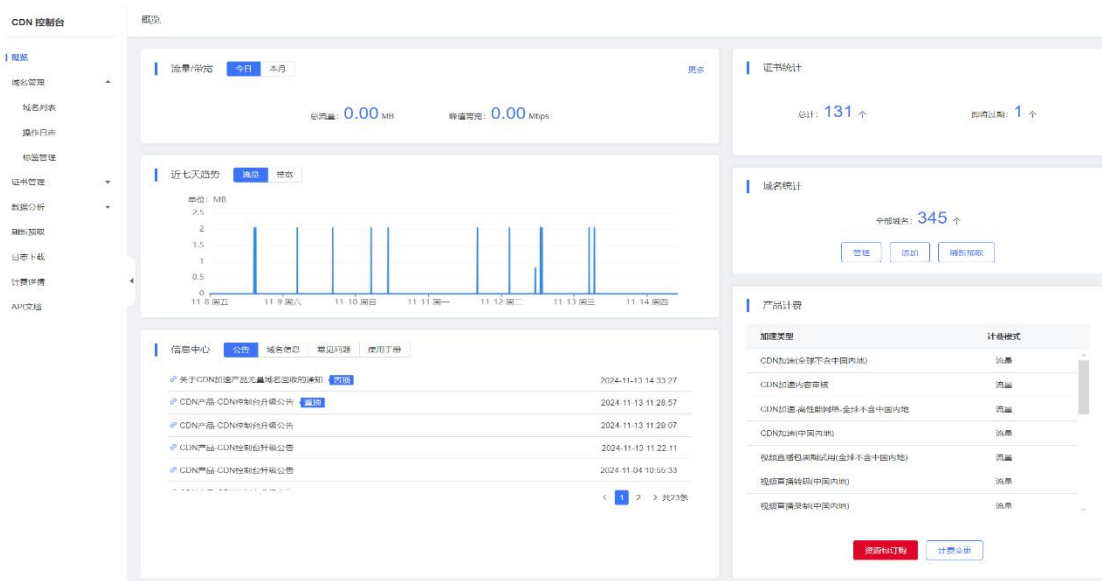 CDN 控制台
概览
概览
域名管理
域名列表
操作日志
标签管理
证书管理
数据分析
刷新预取
日志下载
计费详情
API文档
流量/带宽 今日 本月 更多
总流量: 0.00 MB 峰值带宽: 0.00 Mbps
近七天趋势 流量 带宽
单位: MB
2.5
2
1.5
1
0.5
0
11 8 周五 11 9 周六 11 10 周日 11 11 周一 11 12 周二 11 13 周三 11 14 周四
信息中心 公告 域名信息 常见问题 使用手册
关于CDN加速产品无量域名回收的通知 置顶 2024-11-13 14:33:27
CDN产品-CDN控制台升级公告 置顶 2024-11-13 11:28:57
CDN产品-CDN控制台升级公告 2024-11-13 11:29:07
CDN产品-CDN控制台升级公告 2024-11-13 11:22:11
CDN产品-CDN控制台升级公告 2024-11-04 10:55:33
< 1 2 > 共23条
证书统计
总计: 131 个 即将过期: 1 个
域名统计
全部域名: 345 个
管理 添加 刷新预取
产品计费
加速类型 计费模式
CDN加速(全球不含中国内地) 流量
CDN加速内容审核 流量
CDN加速-高性能网络-全球不含中国内地 流量
CDN加速(中国内地) 流量
视频直播包周期试用(全球不含中国内地) 流量
视频直播转码(中国内地) 流量
视频直播录制(中国内地) 流量
资源包订购 计费变更